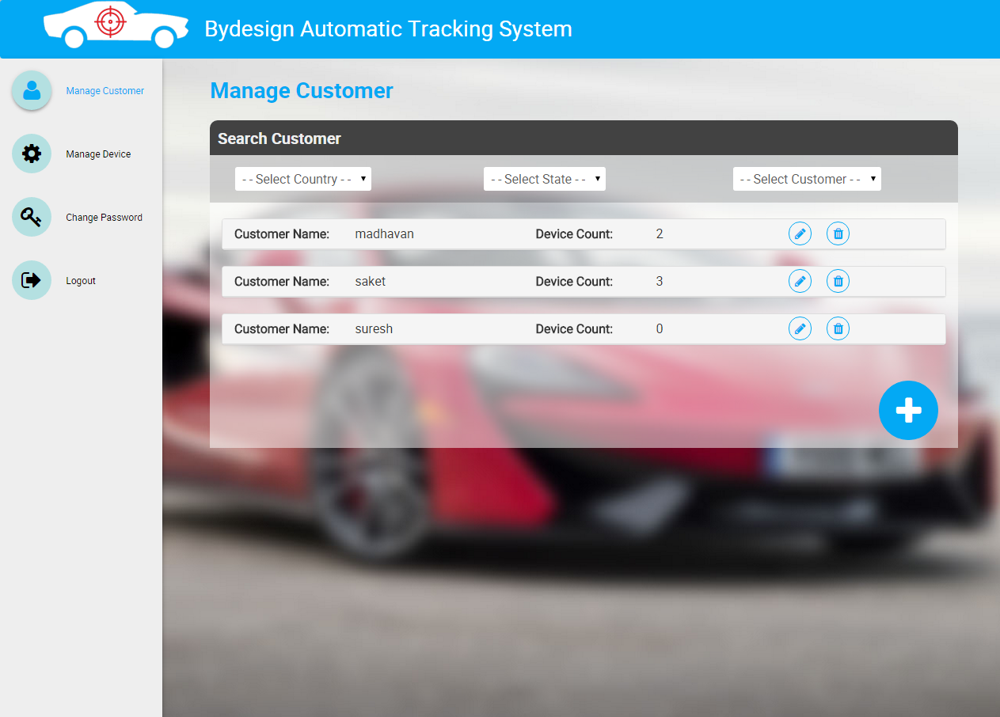 Bydesign Automatic Tracking System
Manage Customer
Manage Device
Change Password
Logout
Manage Customer
Search Customer
- - Select Country - -
- - Select State - -
- - Select Customer - -
Customer Name: madhavan Device Count: 2
Customer Name: saket Device Count: 3
Customer Name: suresh Device Count: 0